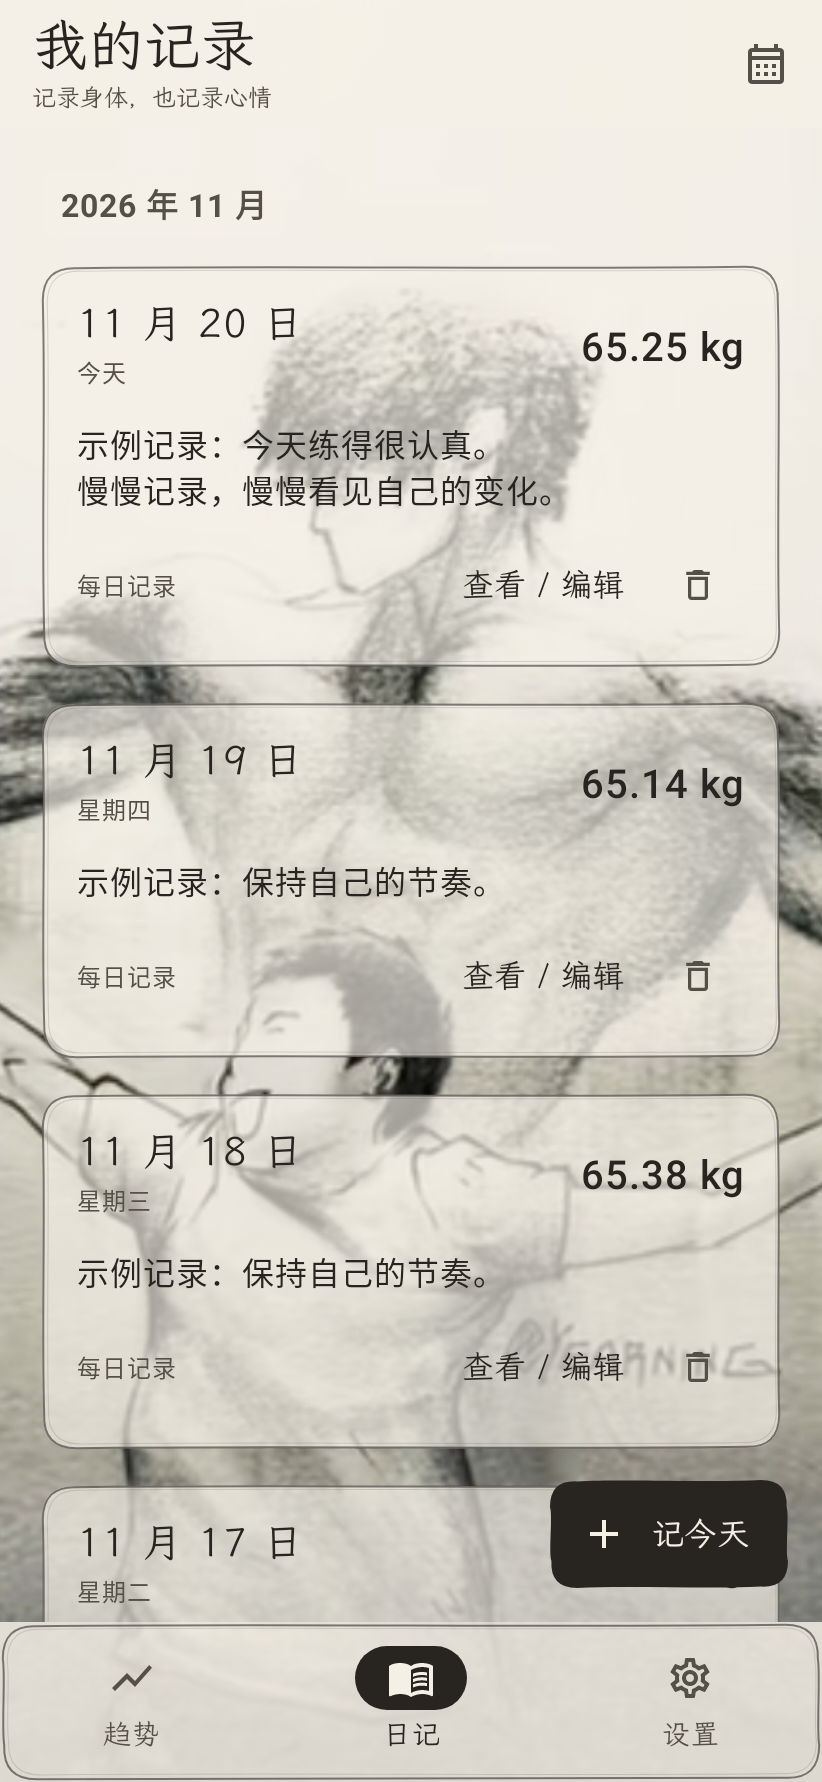 我的记录
记录身体，也记录心情
2026 年 11 月
11 月 20 日
65.25 kg
今天
示例记录：今天练得很认真。
慢慢记录，慢慢看见自己的变化。
每日记录
查看 / 编辑
11 月 19 日
65.14 kg
星期四
示例记录：保持自己的节奏。
每日记录
查看 / 编辑
11 月 18 日
65.38 kg
星期三
示例记录：保持自己的节奏。
每日记录
查看 / 编辑
11 月 17 日
星期二
记今天
趋势
日记
设置